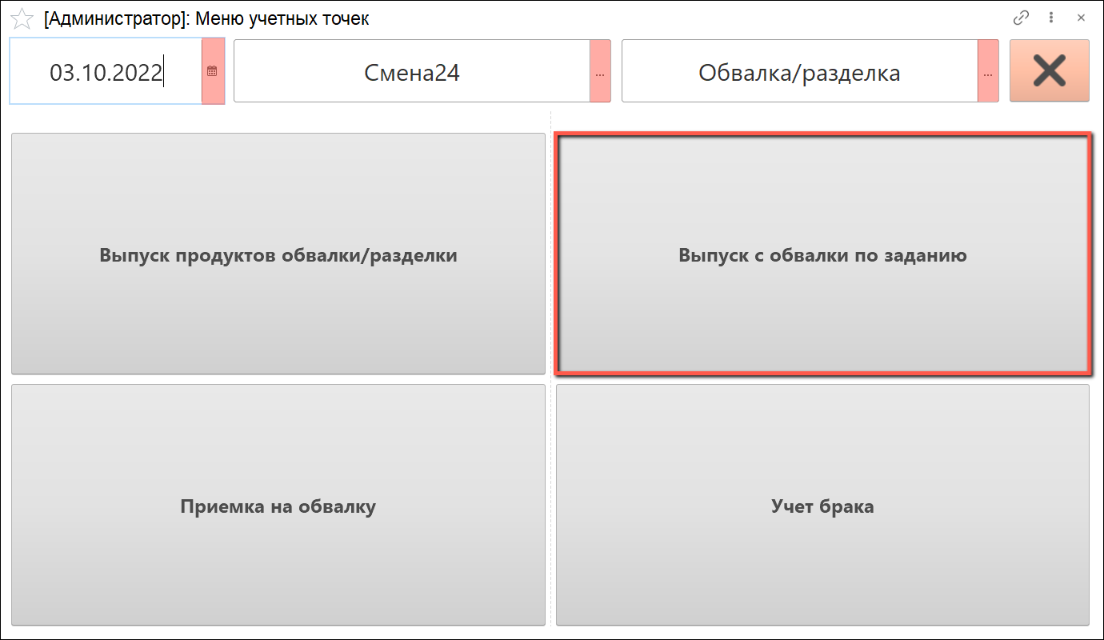 [Администратор]: Меню учетных точек
03.10.2022 Смена24 ... Обвалка/разделка ...
Выпуск продуктов обвалки/разделки Выпуск с обвалки по заданию
Приемка на обвалку Учет брака